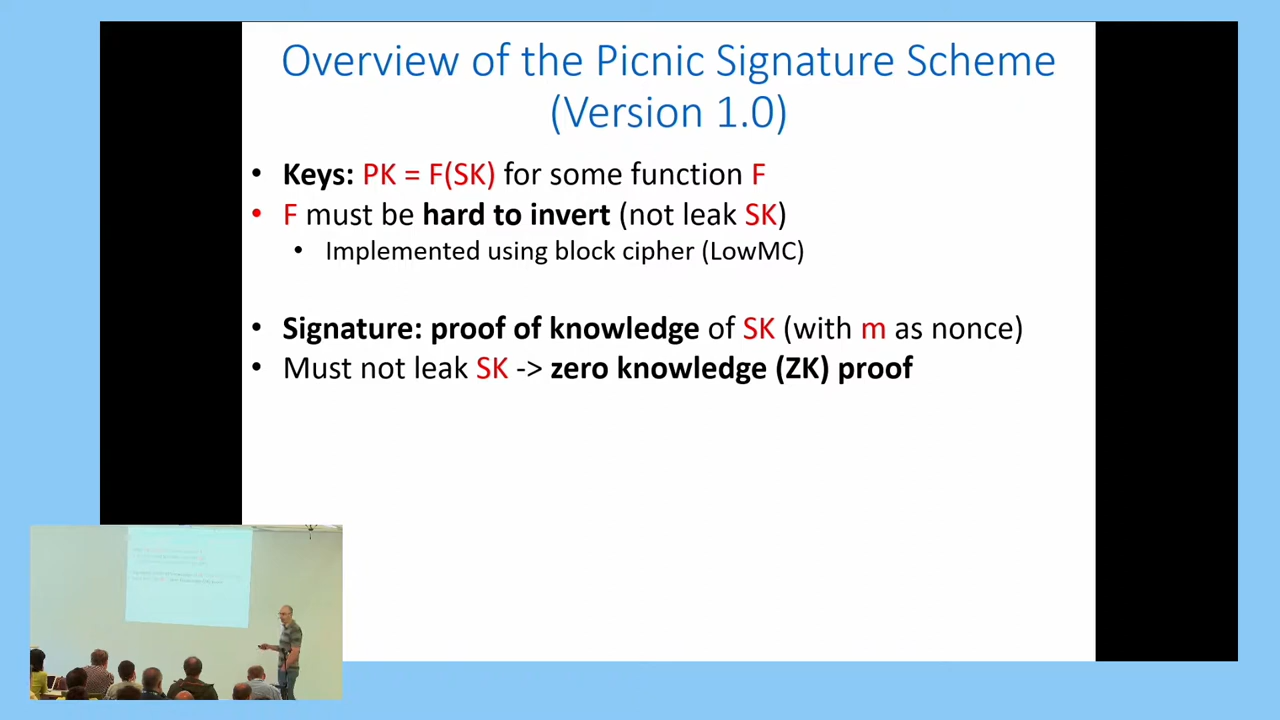 Overview of the Picnic Signature Scheme
(Version 1.0)
• Keys: PK = F(SK) for some function F
• F must be hard to invert (not leak SK)
• Implemented using block cipher (LowMC)
• Signature: proof of knowledge of SK (with m as nonce)
• Must not leak SK -> zero knowledge (ZK) proof